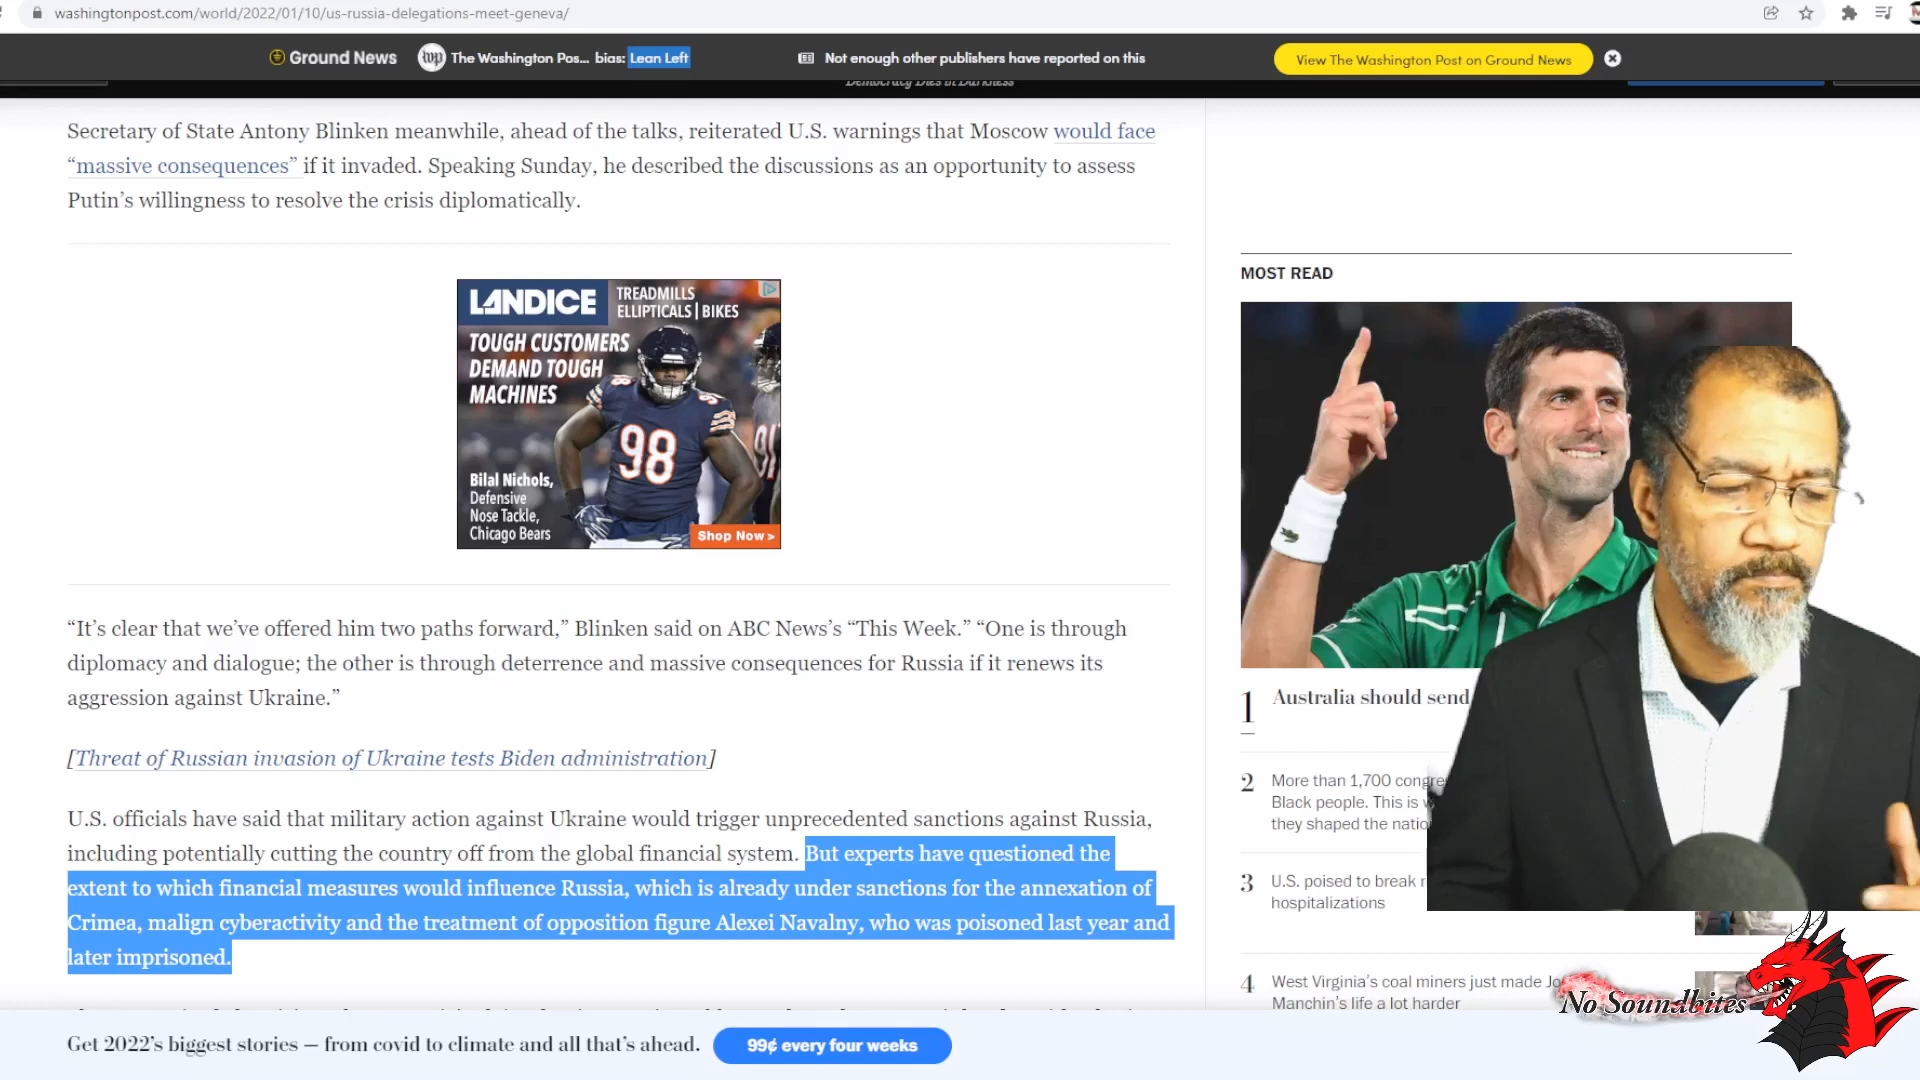 washingtonpost.com/world/2022/01/10/us-russia-delegations-meet-geneva/
Ground News
wp
The Washington Pos... bias: Lean Left
Not enough other publishers have reported on this
View The Washington Post on Ground News
Democracy Dies in Darkness
Secretary of State Antony Blinken meanwhile, ahead of the talks, reiterated U.S. warnings that Moscow would face
“massive consequences” if it invaded. Speaking Sunday, he described the discussions as an opportunity to assess
Putin’s willingness to resolve the crisis diplomatically.
LANDICE
TREADMILLS
ELLIPTICALS | BIKES
TOUGH CUSTOMERS
DEMAND TOUGH
MACHINES
98
Bilal Nichols,
Defensive
Nose Tackle,
Chicago Bears
Shop Now >
“It’s clear that we’ve offered him two paths forward,” Blinken said on ABC News’s “This Week.” “One is through
diplomacy and dialogue; the other is through deterrence and massive consequences for Russia if it renews its
aggression against Ukraine.”
[Threat of Russian invasion of Ukraine tests Biden administration]
U.S. officials have said that military action against Ukraine would trigger unprecedented sanctions against Russia,
including potentially cutting the country off from the global financial system. But experts have questioned the
extent to which financial measures would influence Russia, which is already under sanctions for the annexation of
Crimea, malign cyberactivity and the treatment of opposition figure Alexei Navalny, who was poisoned last year and
later imprisoned.
MOST READ
1 Australia should send
2 More than 1,700 congre
Black people. This is
they shaped the natio
3 U.S. poised to break
hospitalizations
4 West Virginia’s coal miners just made Jo
Manchin’s life a lot harder
No Soundbites
Get 2022’s biggest stories — from covid to climate and all that’s ahead.
99¢ every four weeks